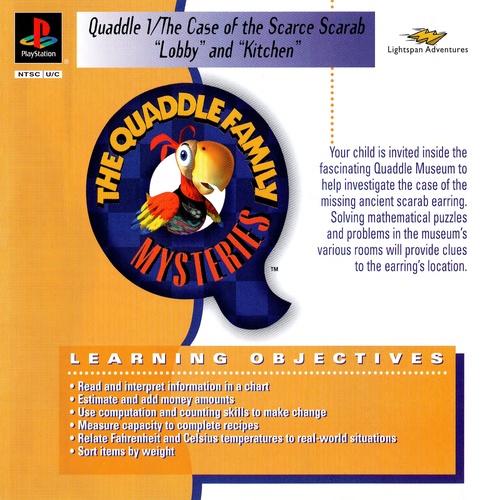 PlayStation
NTSC U/C
Quaddle 1/The Case of the Scarce Scarab
"Lobby" and "Kitchen"
Lightspan Adventures
THE QUADDLE FAMILY
MYSTERIES
TM
Your child is invited inside the
fascinating Quaddle Museum to
help investigate the case of the
missing ancient scarab earring.
Solving mathematical puzzles
and problems in the museum's
various rooms will provide clues
to the earring's location.
LEARNING OBJECTIVES
• Read and interpret information in a chart
• Estimate and add money amounts
• Use computation and counting skills to make change
• Measure capacity to complete recipes
• Relate Fahrenheit and Celsius temperatures to real-world situations
• Sort items by weight